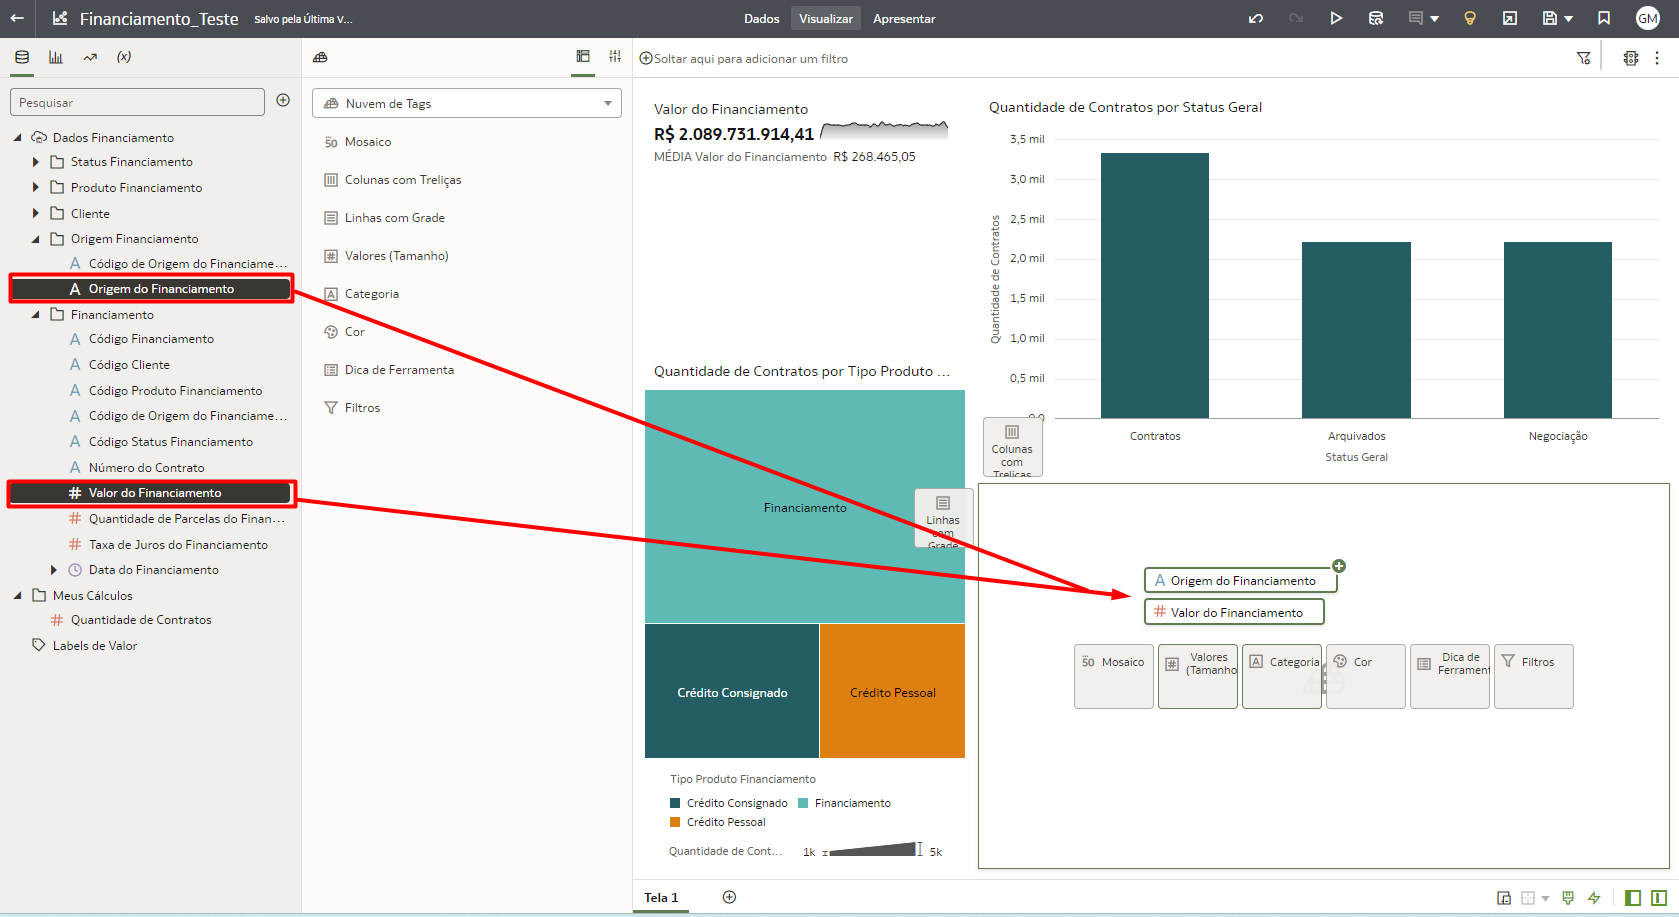 Financiamento_Teste
Salvo pela Última V...
Dados
Visualizar
Apresentar
GM
(x)
Pesquisar
Dados Financiamento
Status Financiamento
Produto Financiamento
Cliente
Origem Financiamento
A Código de Origem do Financiame...
A Origem do Financiamento
Financiamento
A Código Financiamento
A Código Cliente
A Código Produto Financiamento
A Código de Origem do Financiame...
A Código Status Financiamento
A Número do Contrato
# Valor do Financiamento
# Quantidade de Parcelas do Finan...
# Taxa de Juros do Financiamento
Data do Financiamento
Meus Cálculos
# Quantidade de Contratos
Labels de Valor
Nuvem de Tags
50 Mosaico
Colunas com Treliças
Linhas com Grade
# Valores (Tamanho)
A Categoria
Cor
Dica de Ferramenta
Filtros
Soltar aqui para adicionar um filtro
Valor do Financiamento
R$ 2.089.731.914,41
MÉDIA Valor do Financiamento R$ 268.465,05
Quantidade de Contratos por Status Geral
Quantidade de Contratos
3,5 mil
3,0 mil
2,5 mil
2,0 mil
1,5 mil
1,0 mil
0,5 mil
0,0
Contratos
Arquivados
Negociação
Status Geral
Quantidade de Contratos por Tipo Produto ...
Financiamento
Crédito Consignado
Crédito Pessoal
Tipo Produto Financiamento
Crédito Consignado
Financiamento
Crédito Pessoal
Quantidade de Cont...
1k
5k
Colunas
com
Treliças
Linhas
com
Grade
A Origem do Financiamento
# Valor do Financiamento
50 Mosaico
# Valores
(Tamanho
A Categoria
Cor
Dica de
Ferrament
Filtros
Tela 1